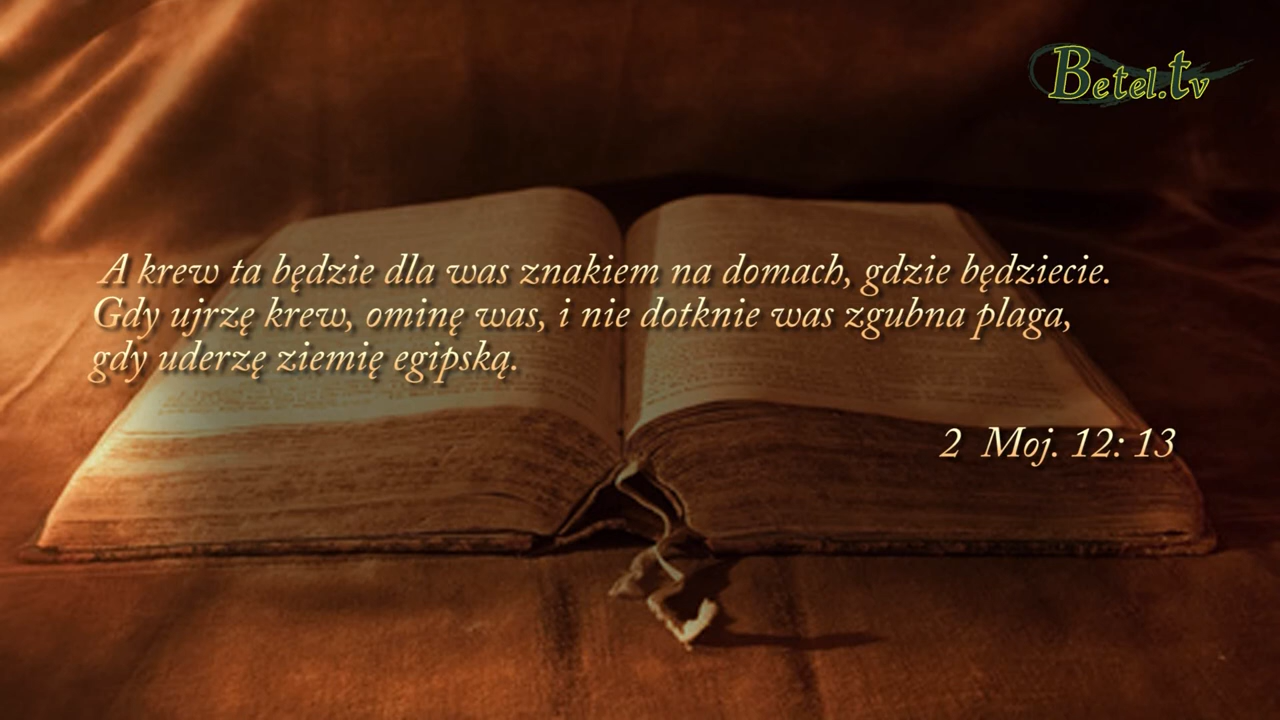 Betel.tv
A krew ta będzie dla was znakiem na domach, gdzie będziecie.
Gdy ujrzę krew, ominę was, i nie dotknie was zgubna plaga,
gdy uderzę ziemię egipską.
2 Moj. 12: 13